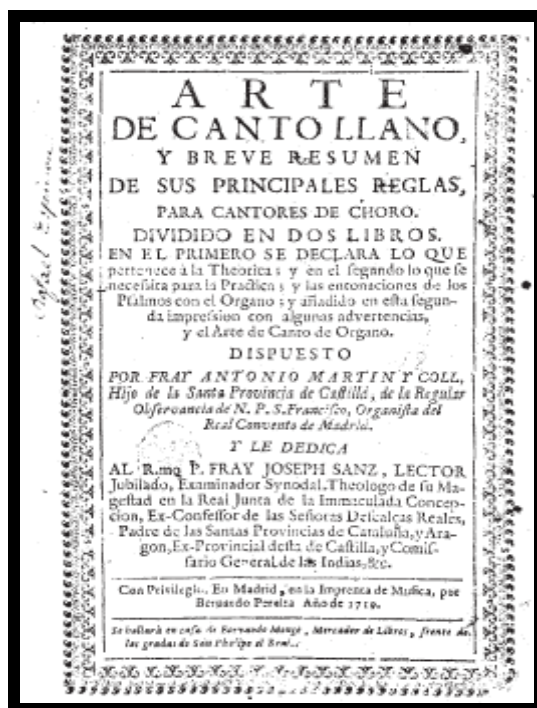 ARTE
DE CANTO LLANO,
Y BREVE RESUMEN
DE SUS PRINCIPALES REGLAS,
PARA CANTORES DE CHORO.
DIVIDIDO EN DOS LIBROS.
EN EL PRIMERO SE DECLARA LO QUE
pertenece à la Theorica; y en el segundo lo que se
necessita para la Practica; y las entonaciones de los
Psalmos con el Organo; y añadido en esta segun-
da impression con algunas advertencias,
y el Arte de Canto de Organo.
DISPUESTO
POR FRAY ANTONIO MARTIN Y COLL,
Hijo de la Santa Provincia de Castilla, de la Regular
Observancia de N. P. S. Francisco, Organista del
Real Convento de Madrid.
Y LE DEDICA
AL R.mo P. FRAY JOSEPH SANZ, LECTOR
Jubilado, Examinador Synodal, Theologo de su Ma-
gestad en la Real Junta de la Immaculada Concep-
cion, Ex-Confessor de las Señoras Descalças Reales,
Padre de las Santas Provincias de Cataluña, y Ara-
gon, Ex-Provincial desta de Castilla, y Comis-
sario General de las Indias, &c.
Con Privilegio, En Madrid, en la Imprenta de Musica, por
Bernardo Peralta Año de 1719.
Se hallarà en casa de Fernando Monge, Mercader de Libros, frente de
las gradas de San Phelipe el Real.
Rafael